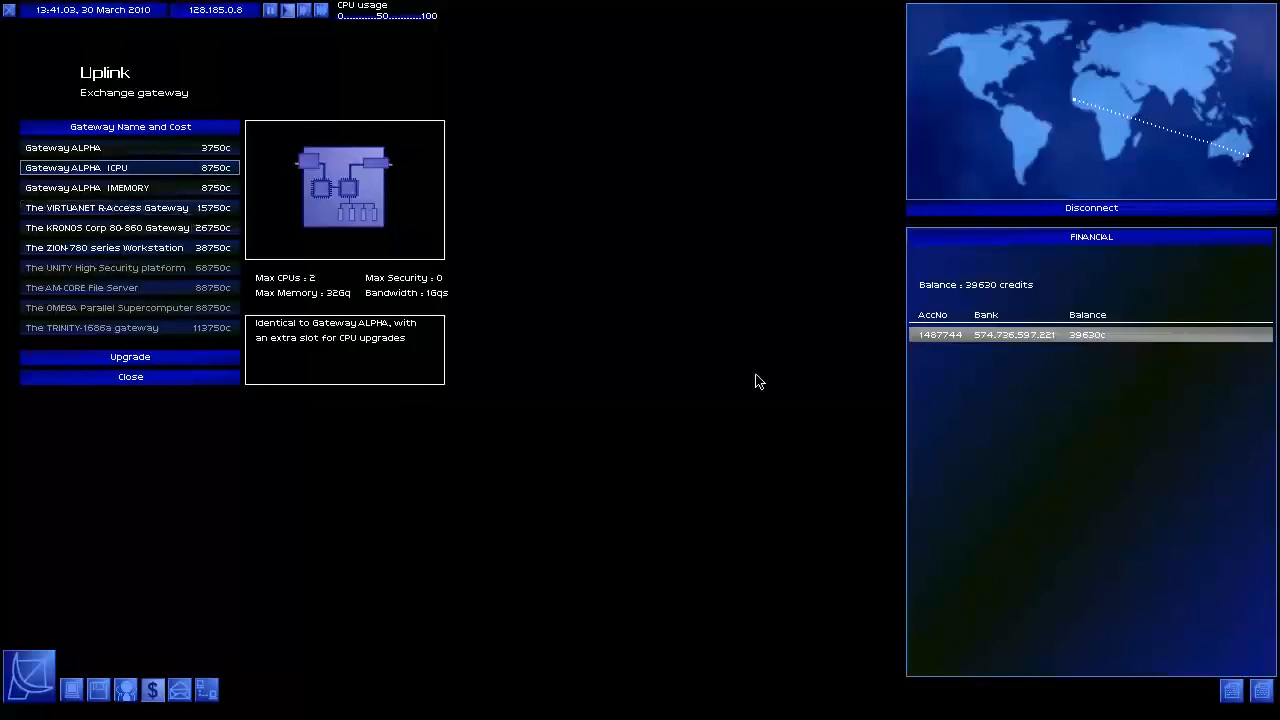 13:41.03, 30 March 2010
128.185.0.8
CPU usage
0..........50..........100
Uplink
Exchange gateway
Gateway Name and Cost
Gateway ALPHA 3750c
Gateway ALPHA ICPU 8750c
Gateway ALPHA IMEMORY 8750c
The VIRTUANET R-Access Gateway 15750c
The KRONOS Corp 80-860 Gateway 26750c
The ZION-780 series Workstation 38750c
The UNITY High-Security platform 68750c
The AM-CORE File Server 88750c
The OMEGA Parallel Supercomputer 88750c
The TRINITY-1686a gateway 113750c
Upgrade
Close
Max CPUs : 2 Max Security : 0
Max Memory : 32Gq Bandwidth : 1Gqs
Identical to Gateway ALPHA, with
an extra slot for CPU upgrades
Disconnect
FINANCIAL
Balance : 39630 credits
AccNo Bank Balance
1487744 574.736.597.221 39630c
$